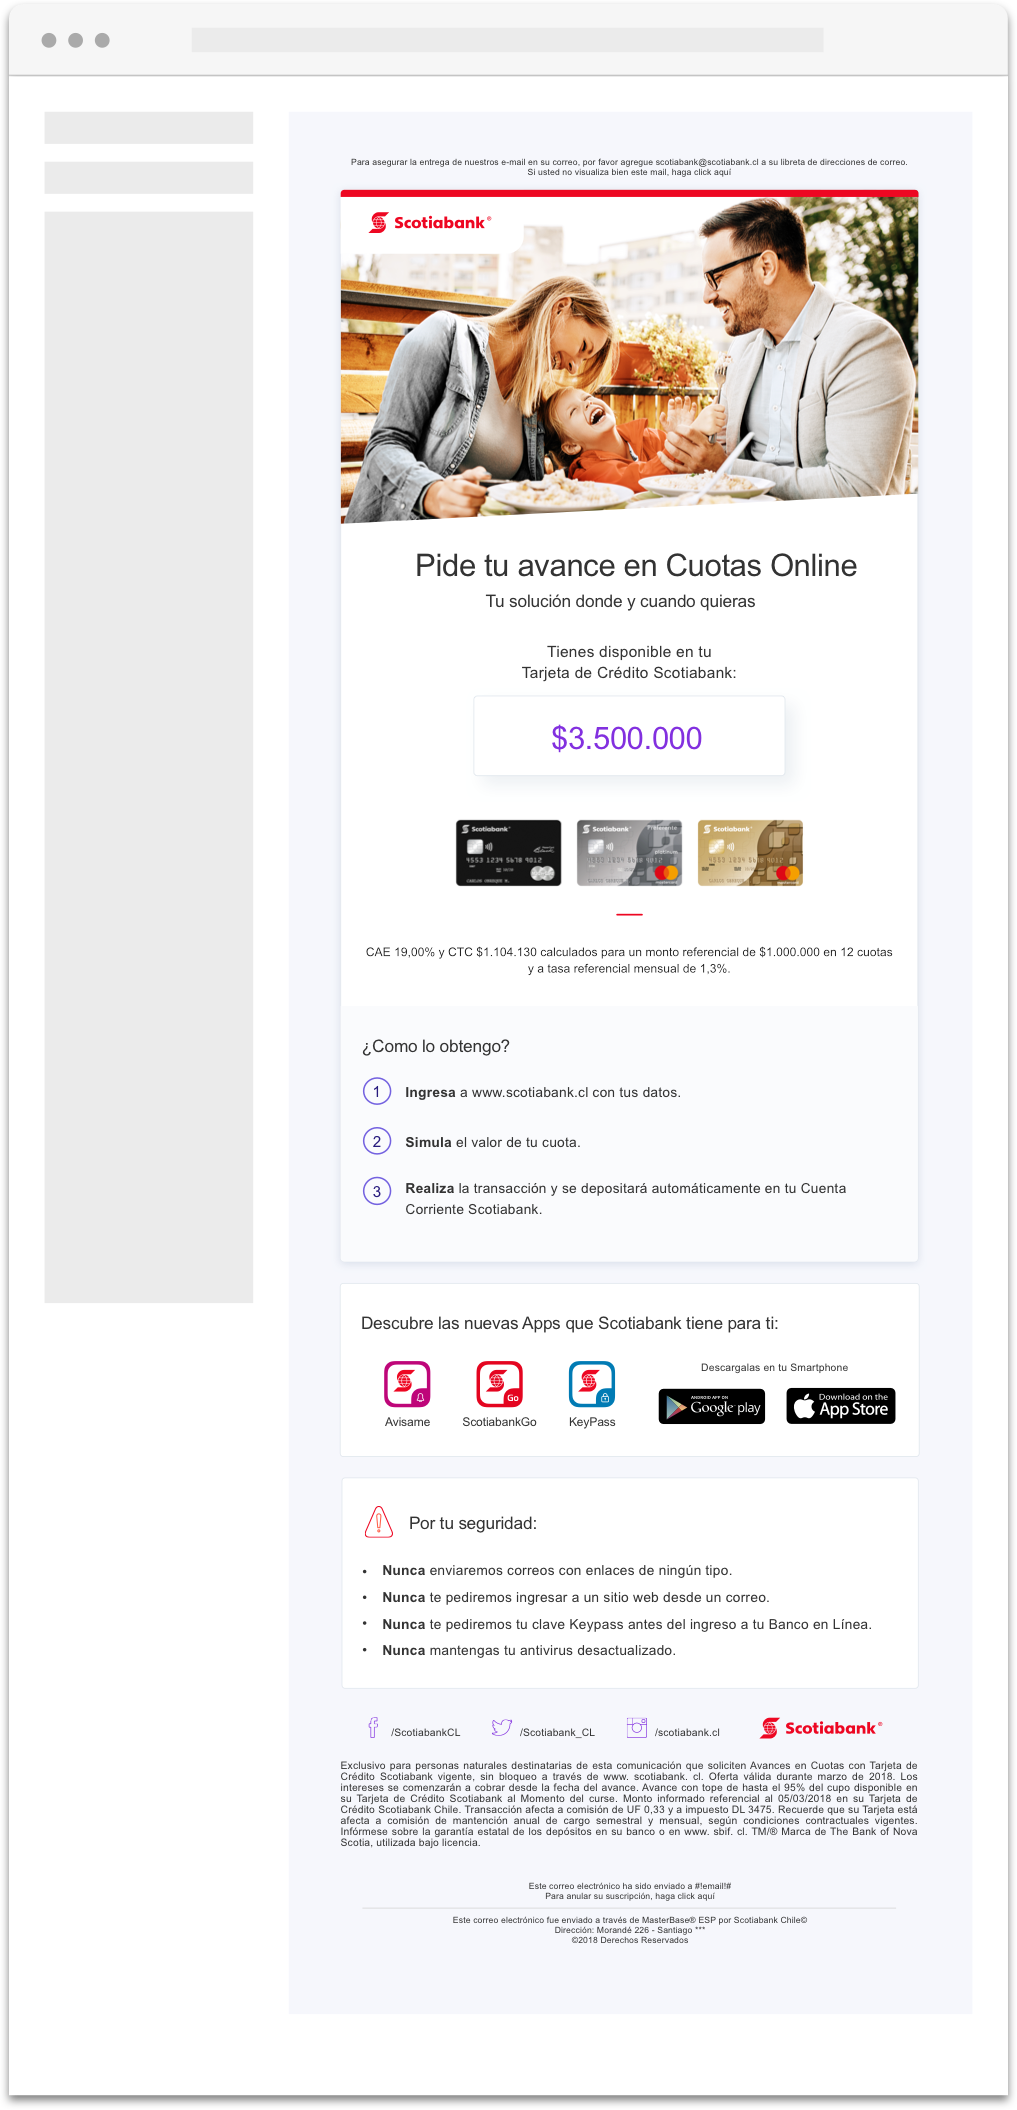 Para asegurar la entrega de nuestros e-mail en su correo, por favor agregue scotiabank@scotiabank.cl a su libreta de direcciones de correo.
Si usted no visualiza bien este mail, haga click aquí
Scotiabank®
Pide tu avance en Cuotas Online
Tu solución donde y cuando quieras
Tienes disponible en tu
Tarjeta de Crédito Scotiabank:
$3.500.000
Scotiabank Scotiabank Scotiabank
platinum
4553 1234 5678 9012 4553 1234 5678 9012
CAE 19,00% y CTC $1.104.130 calculados para un monto referencial de $1.000.000 en 12 cuotas
y a tasa referencial mensual de 1,3%.
¿Como lo obtengo?
1 Ingresa a www.scotiabank.cl con tus datos.
2 Simula el valor de tu cuota.
3 Realiza la transacción y se depositará automáticamente en tu Cuenta
Corriente Scotiabank.
Descubre las nuevas Apps que Scotiabank tiene para ti:
Go
Avisame ScotiabankGo KeyPass
Descargalas en tu Smartphone
ANDROID APP ON
Google play
Download on the
App Store
Por tu seguridad:
• Nunca enviaremos correos con enlaces de ningún tipo.
• Nunca te pediremos ingresar a un sitio web desde un correo.
• Nunca te pediremos tu clave Keypass antes del ingreso a tu Banco en Línea.
• Nunca mantengas tu antivirus desactualizado.
/ScotiabankCL /Scotiabank_CL /scotiabank.cl Scotiabank®
Exclusivo para personas naturales destinatarias de esta comunicación que soliciten Avances en Cuotas con Tarjeta de
Crédito Scotiabank vigente, sin bloqueo a través de www. scotiabank. cl. Oferta válida durante marzo de 2018. Los
intereses se comenzarán a cobrar desde la fecha del avance. Avance con tope de hasta el 95% del cupo disponible en
su Tarjeta de Crédito Scotiabank al Momento del curse. Monto informado referencial al 05/03/2018 en su Tarjeta de
Crédito Scotiabank Chile. Transacción afecta a comisión de UF 0,33 y a impuesto DL 3475. Recuerde que su Tarjeta está
afecta a comisión de mantención anual de cargo semestral y mensual, según condiciones contractuales vigentes.
Infórmese sobre la garantía estatal de los depósitos en su banco o en www. sbif. cl. TM/® Marca de The Bank of Nova
Scotia, utilizada bajo licencia.
Este correo electrónico ha sido enviado a #!email!#
Para anular su suscripción, haga click aquí
Este correo electrónico fue enviado a través de MasterBase® ESP por Scotiabank Chile©
Dirección: Morandé 226 - Santiago ***
©2018 Derechos Reservados